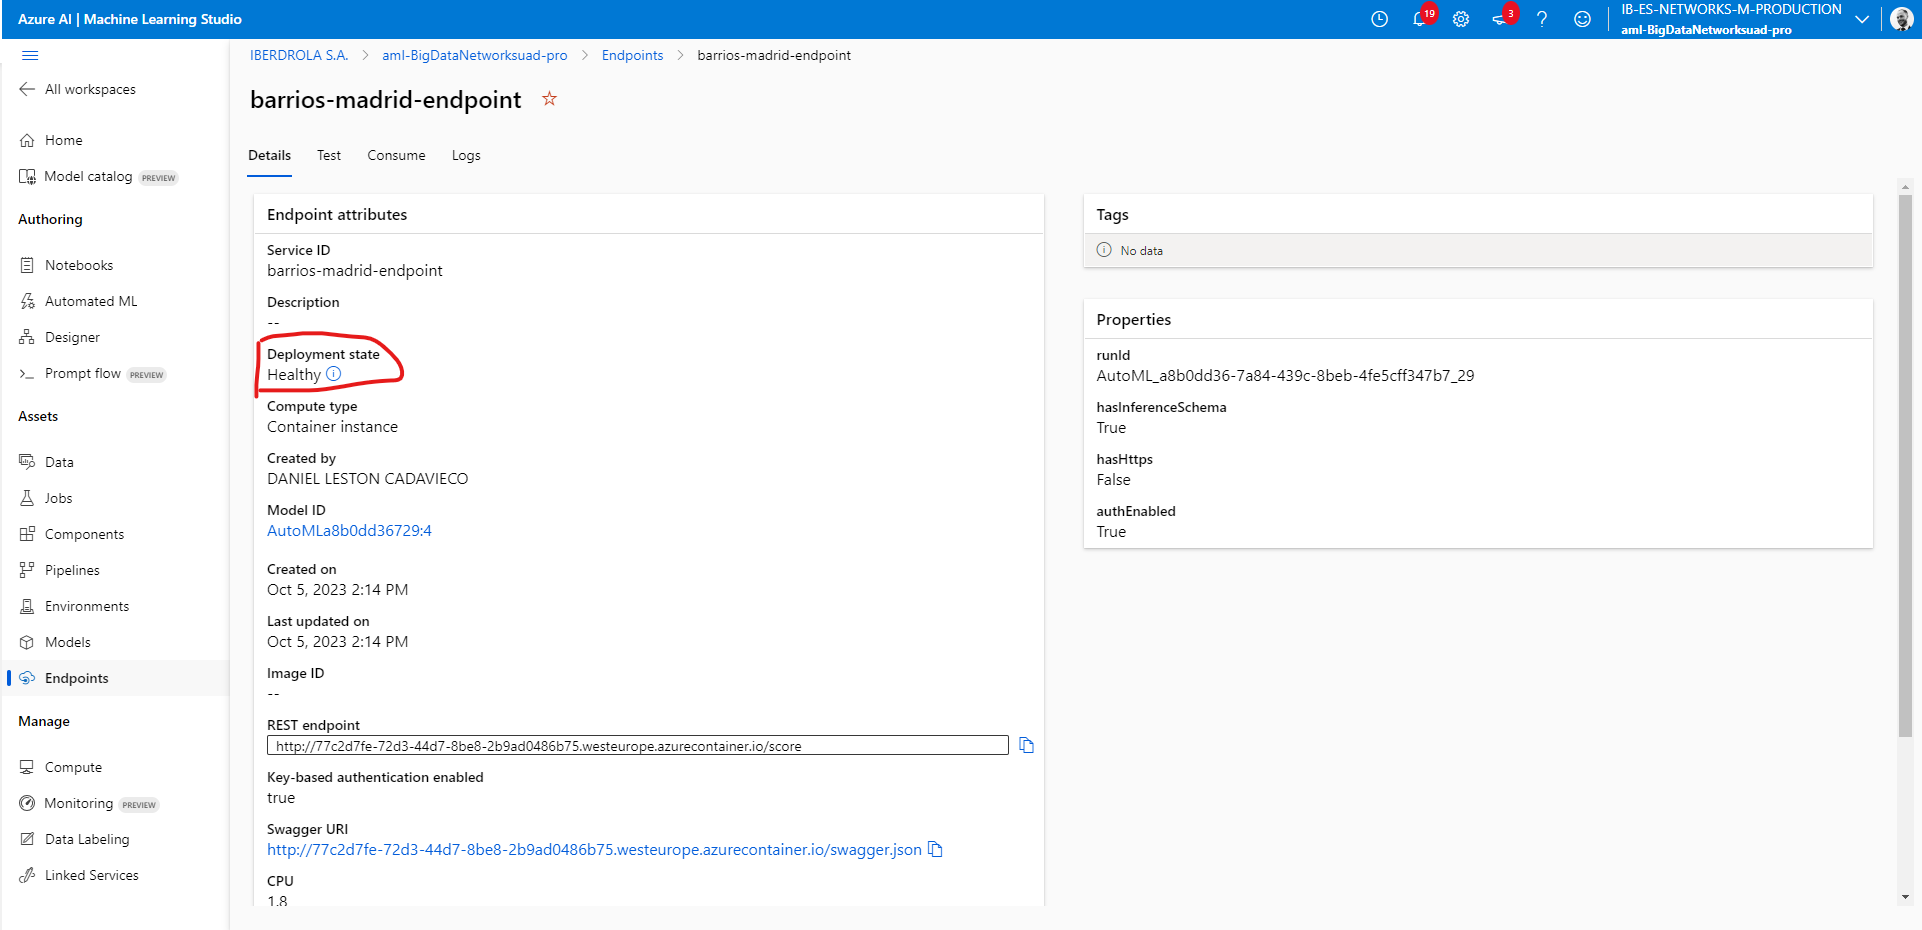 Azure AI | Machine Learning Studio
19
3
IB-ES-NETWORKS-M-PRODUCTION
aml-BigDataNetworksuad-pro
All workspaces
Home
Model catalog PREVIEW
Authoring
Notebooks
Automated ML
Designer
Prompt flow PREVIEW
Assets
Data
Jobs
Components
Pipelines
Environments
Models
Endpoints
Manage
Compute
Monitoring PREVIEW
Data Labeling
Linked Services
IBERDROLA S.A. > aml-BigDataNetworksuad-pro > Endpoints > barrios-madrid-endpoint
barrios-madrid-endpoint
Details Test Consume Logs
Endpoint attributes
Service ID
barrios-madrid-endpoint
Description
--
Deployment state
Healthy
Compute type
Container instance
Created by
DANIEL LESTON CADAVIECO
Model ID
AutoMLa8b0dd36729:4
Created on
Oct 5, 2023 2:14 PM
Last updated on
Oct 5, 2023 2:14 PM
Image ID
--
REST endpoint
http://77c2d7fe-72d3-44d7-8be8-2b9ad0486b75.westeurope.azurecontainer.io/score
Key-based authentication enabled
true
Swagger URI
http://77c2d7fe-72d3-44d7-8be8-2b9ad0486b75.westeurope.azurecontainer.io/swagger.json
CPU
1.8
Tags
No data
Properties
runId
AutoML_a8b0dd36-7a84-439c-8beb-4fe5cff347b7_29
hasInferenceSchema
True
hasHttps
False
authEnabled
True